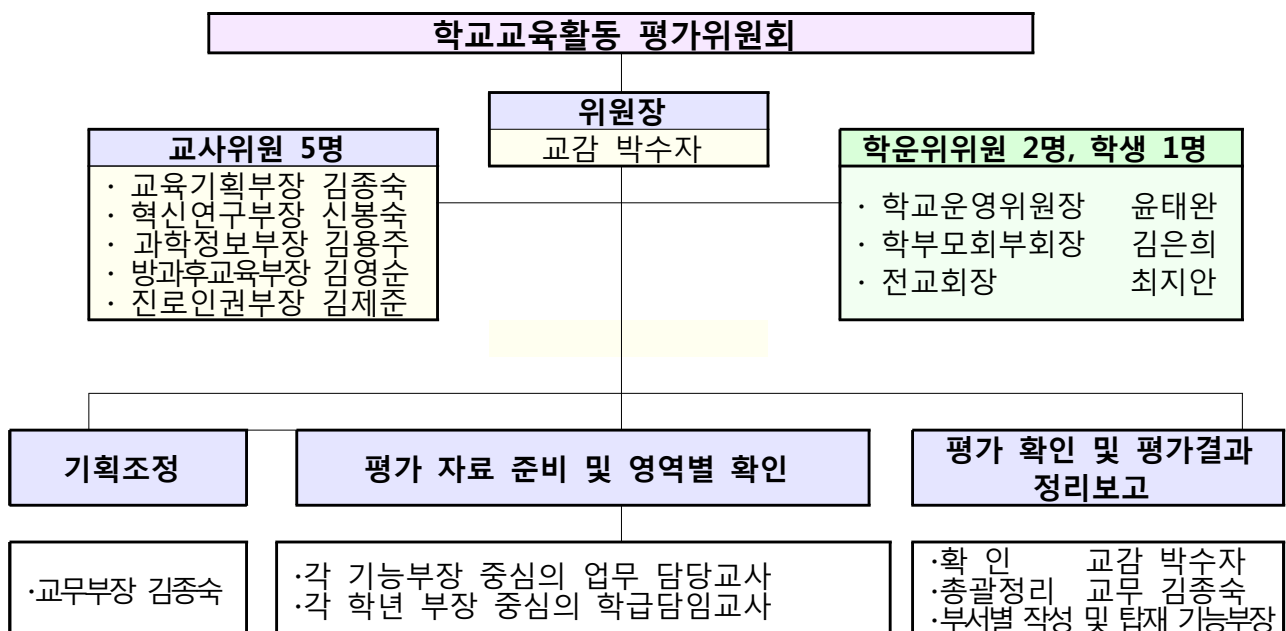 학교교육활동 평가위원회
위원장
교감 박수자
교사위원 5명
· 교육기획부장 김종숙
· 혁신연구부장 신봉숙
· 과학정보부장 김용주
· 방과후교육부장 김영순
· 진로인권부장 김제준
학운위위원 2명, 학생 1명
· 학교운영위원장 윤태완
· 학부모회부회장 김은희
· 전교회장 최지안
기획조정
평가 자료 준비 및 영역별 확인
평가 확인 및 평가결과
정리보고
·교무부장 김종숙
·각 기능부장 중심의 업무 담당교사
·각 학년 부장 중심의 학급담임교사
·확 인 교감 박수자
·총괄정리 교무 김종숙
·부서별 작성 및 탑재 기능부장